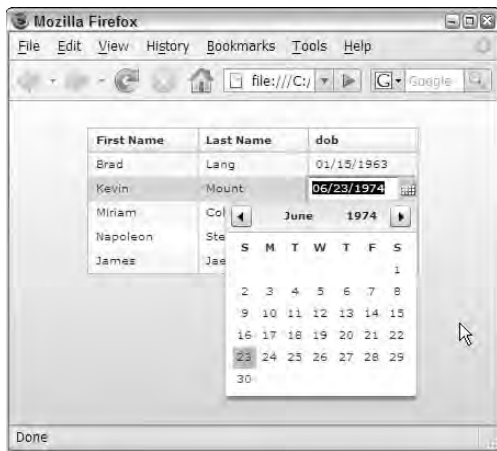 Mozilla Firefox
File Edit View History Bookmarks Tools Help
file:///C:/ G Google
First Name Last Name dob
Brad Lang 01/15/1963
Kevin Mount 06/23/1974
Miriam Col
Napoleon Ste
James Jae
June 1974
S M T W T F S
1
2 3 4 5 6 7 8
9 10 11 12 13 14 15
16 17 18 19 20 21 22
23 24 25 26 27 28 29
30
Done